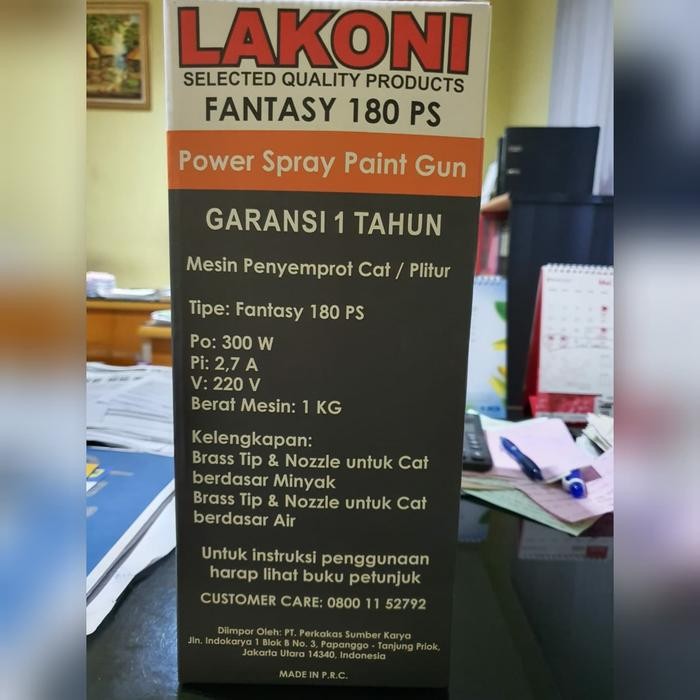 LAKONI
SELECTED QUALITY PRODUCTS
FANTASY 180 PS
Power Spray Paint Gun
GARANSI 1 TAHUN
Mesin Penyemprot Cat / Plitur
Tipe: Fantasy 180 PS
Po: 300 W
Pi: 2,7 A
V: 220 V
Berat Mesin: 1 KG
Kelengkapan:
Brass Tip & Nozzle untuk Cat
berdasar Minyak
Brass Tip & Nozzle untuk Cat
berdasar Air
Untuk instruksi penggunaan
harap lihat buku petunjuk
CUSTOMER CARE: 0800 11 52792
Diimpor Oleh: PT. Perkakas Sumber Karya
Jln. Indokarya 1 Blok B No. 3, Papanggo - Tanjung Priok,
Jakarta Utara 14340, Indonesia
MADE IN P.R.C.